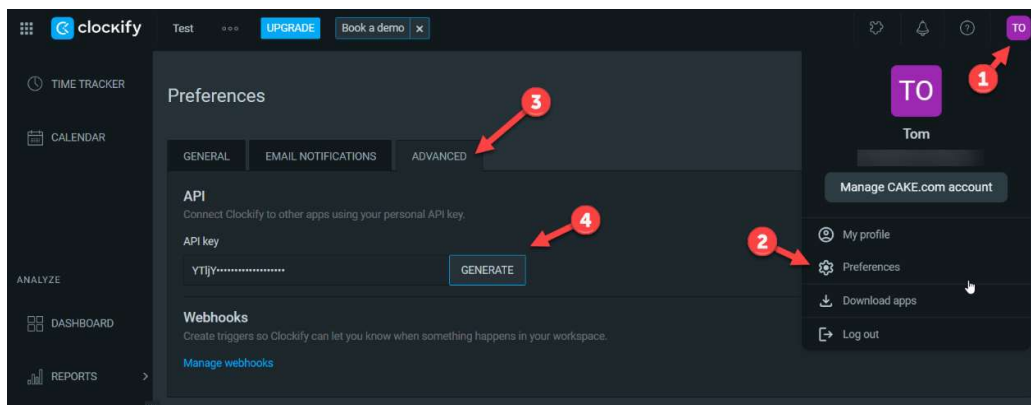 clockify
Test
UPGRADE
Book a demo x
TO
1
TIME TRACKER
CALENDAR
ANALYZE
DASHBOARD
REPORTS
Preferences
3
GENERAL EMAIL NOTIFICATIONS ADVANCED
API
Connect Clockify to other apps using your personal API key.
API key
4
YTljY•••••••••••••••••••
GENERATE
Webhooks
Create triggers so Clockify can let you know when something happens in your workspace.
Manage webhooks
TO
Tom
Manage CAKE.com account
My profile
2
Preferences
Download apps
Log out